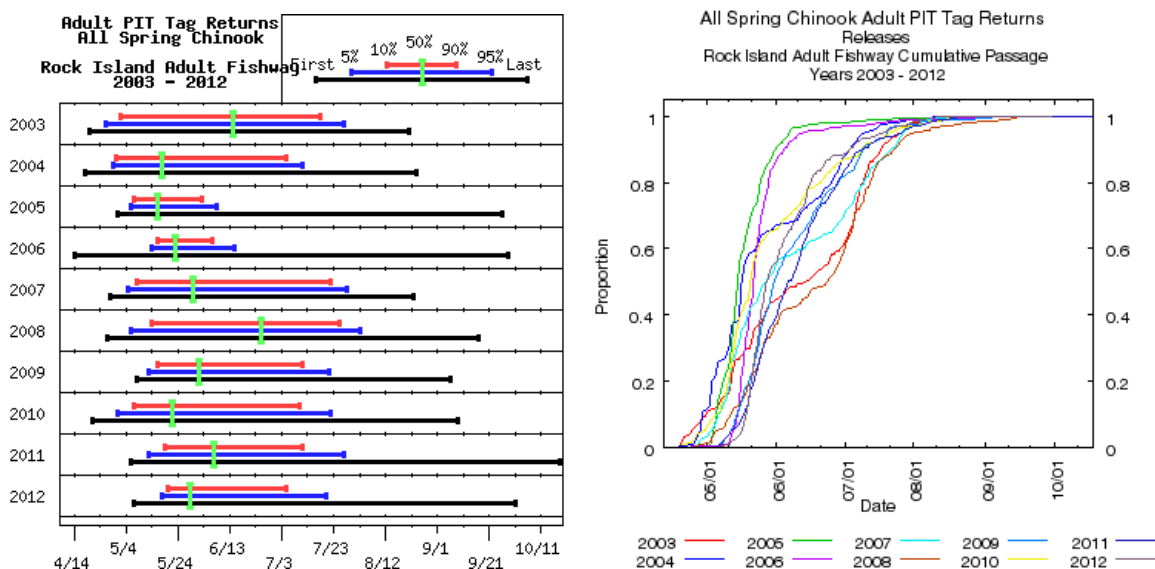 Adult PIT Tag Returns
All Spring Chinook
Rock Island Adult Fishway
2003 - 2012
First 5% 10% 50% 90% 95% Last
2003
2004
2005
2006
2007
2008
2009
2010
2011
2012
4/14 5/4 5/24 6/13 7/3 7/23 8/12 9/1 9/21 10/11
All Spring Chinook Adult PIT Tag Returns
Releases
Rock Island Adult Fishway Cumulative Passage
Years 2003 - 2012
Proportion
1 1
0.8 0.8
0.6 0.6
0.4 0.4
0.2 0.2
0 0
05/01 06/01 07/01 08/01 09/01 10/01
Date
2003 2005 2007 2009 2011
2004 2006 2008 2010 2012